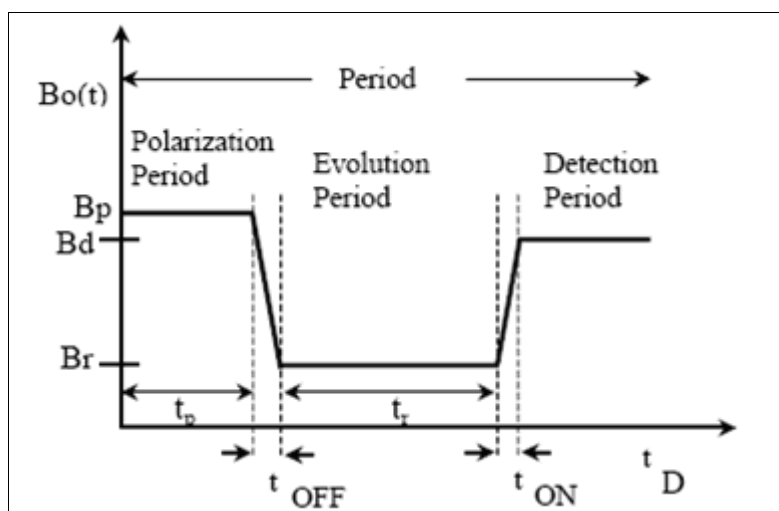 Period
Bo(t)
Polarization
Period
Evolution
Period
Detection
Period
Bp
Bd
Br
tp
tr
t OFF
t ON
t D